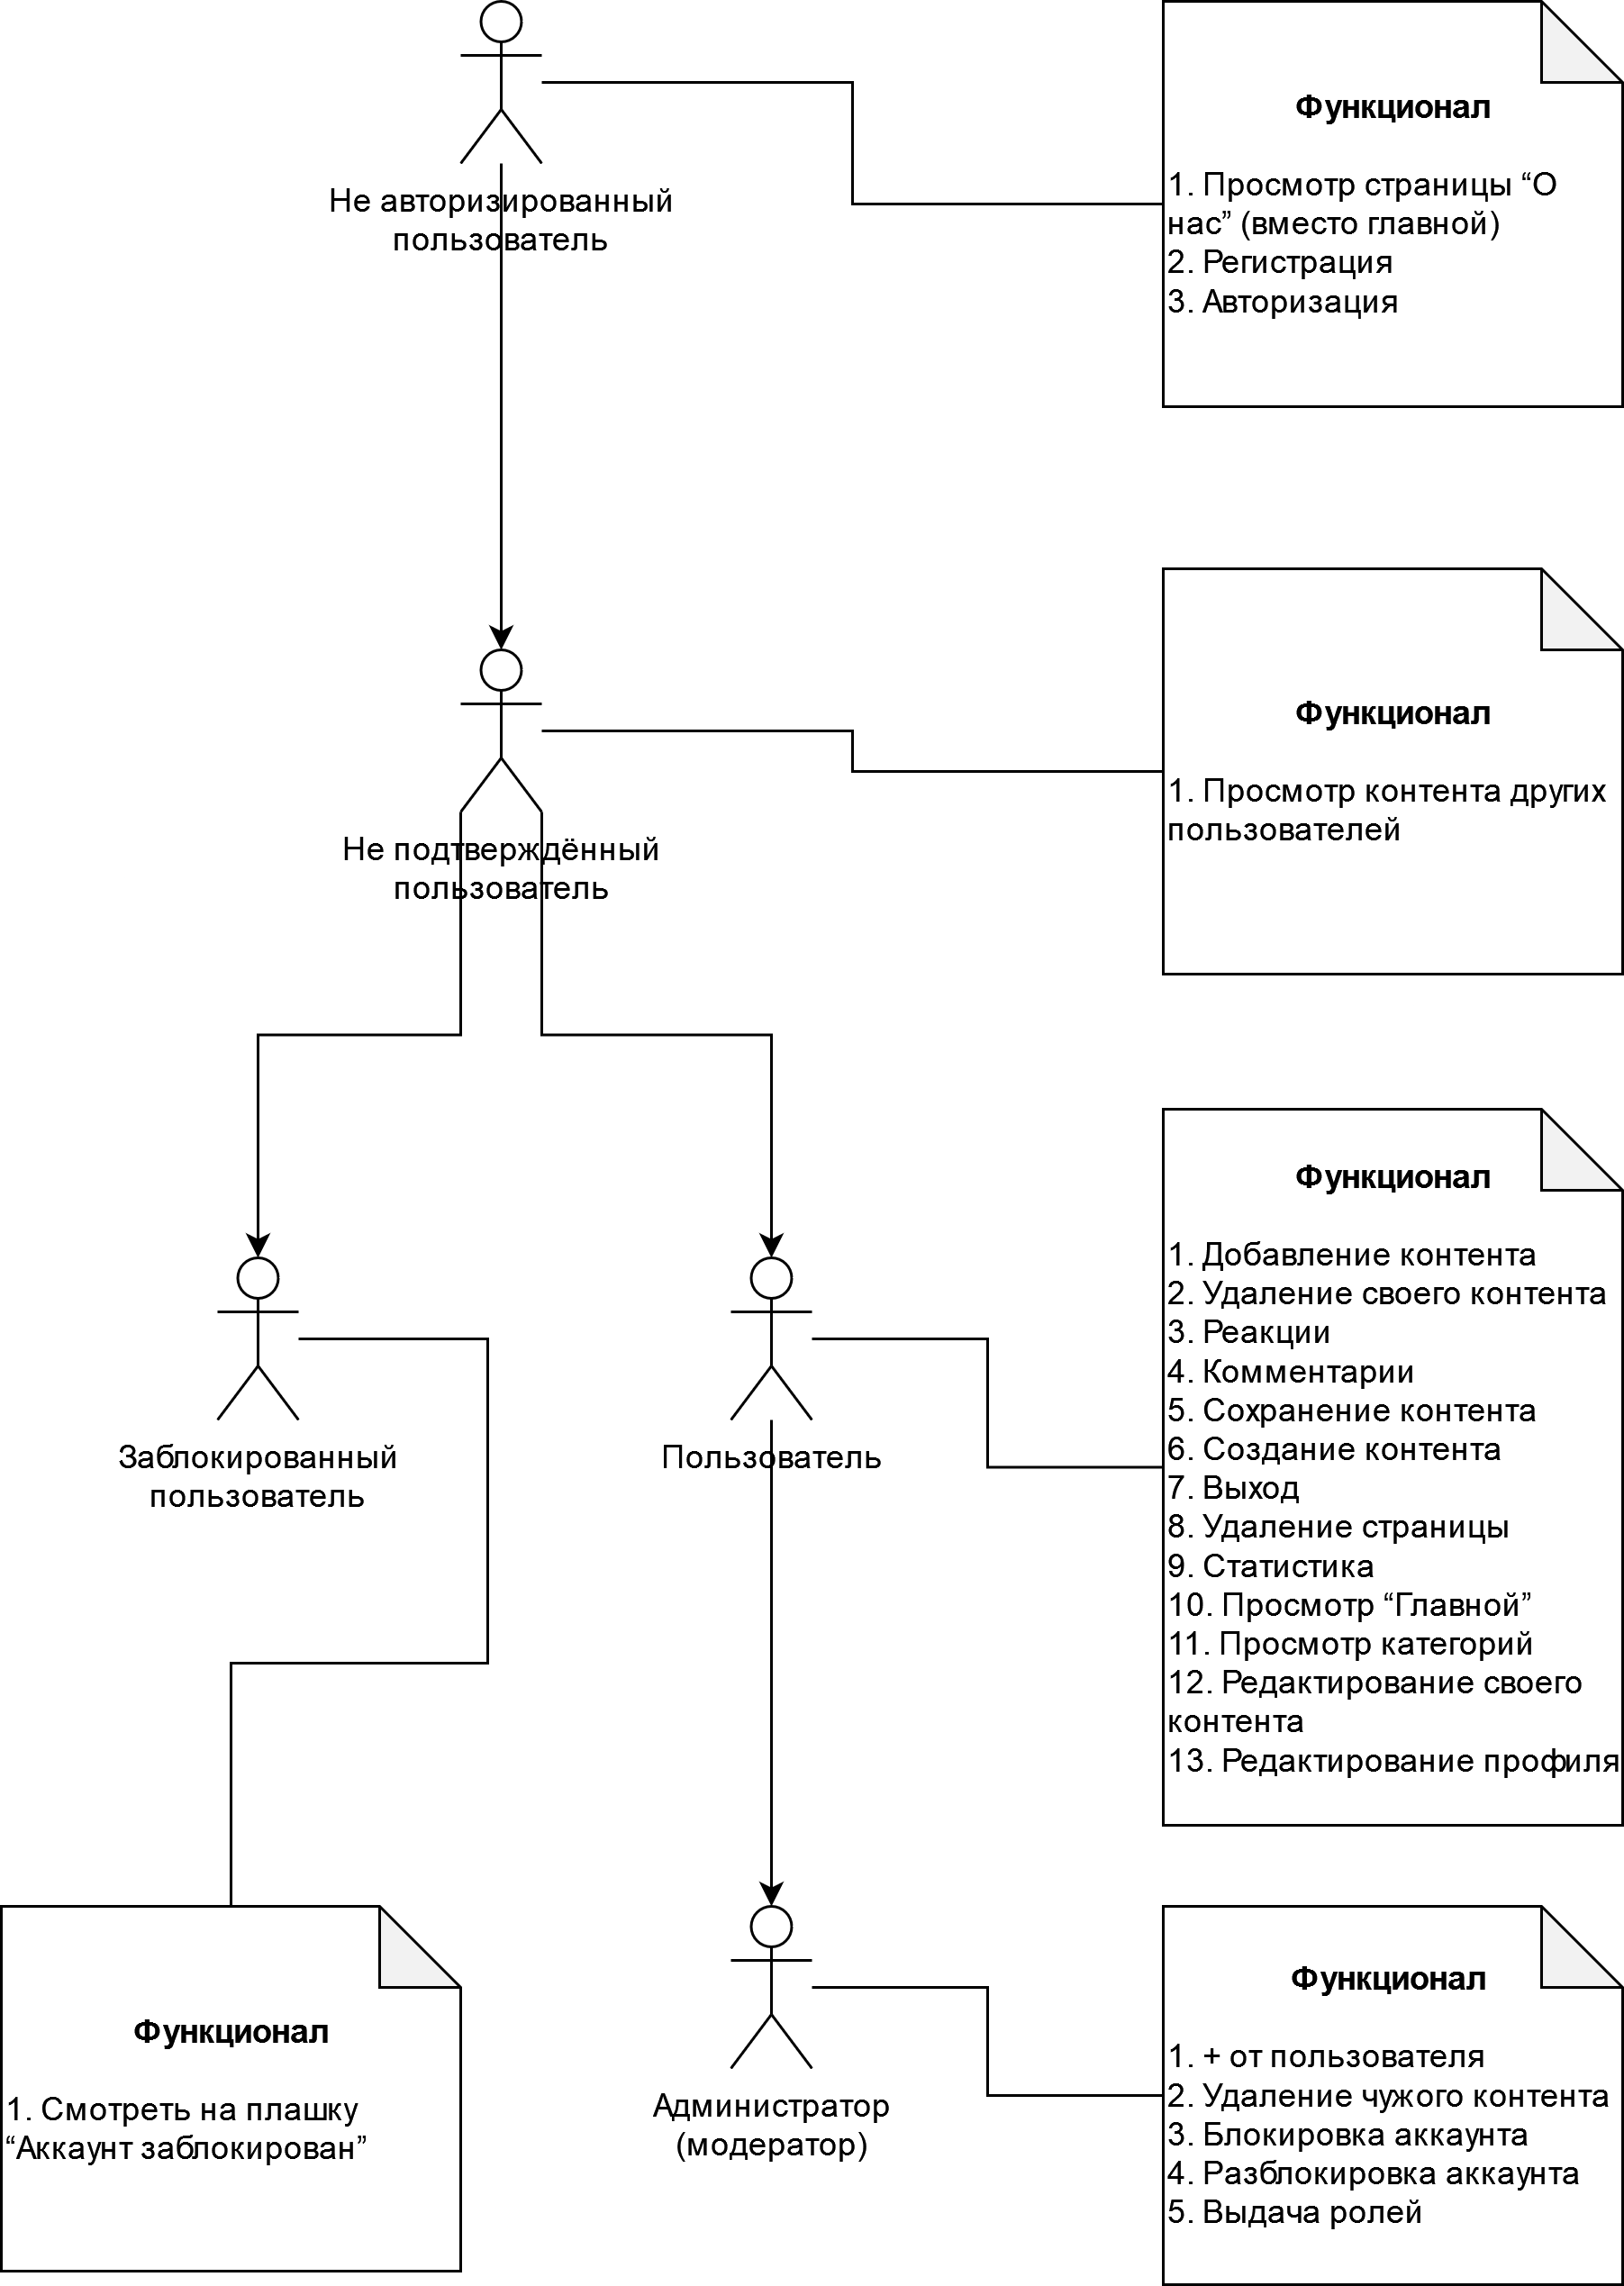 Не авторизированный
пользователь
Функционал
1. Просмотр страницы “О
нас” (вместо главной)
2. Регистрация
3. Авторизация
Не подтверждённый
пользователь
Функционал
1. Просмотр контента других
пользователей
Заблокированный
пользователь
Пользователь
Функционал
1. Добавление контента
2. Удаление своего контента
3. Реакции
4. Комментарии
5. Сохранение контента
6. Создание контента
7. Выход
8. Удаление страницы
9. Статистика
10. Просмотр “Главной”
11. Просмотр категорий
12. Редактирование своего
контента
13. Редактирование профиля
Функционал
1. Смотреть на плашку
“Аккаунт заблокирован”
Администратор
(модератор)
Функционал
1. + от пользователя
2. Удаление чужого контента
3. Блокировка аккаунта
4. Разблокировка аккаунта
5. Выдача ролей